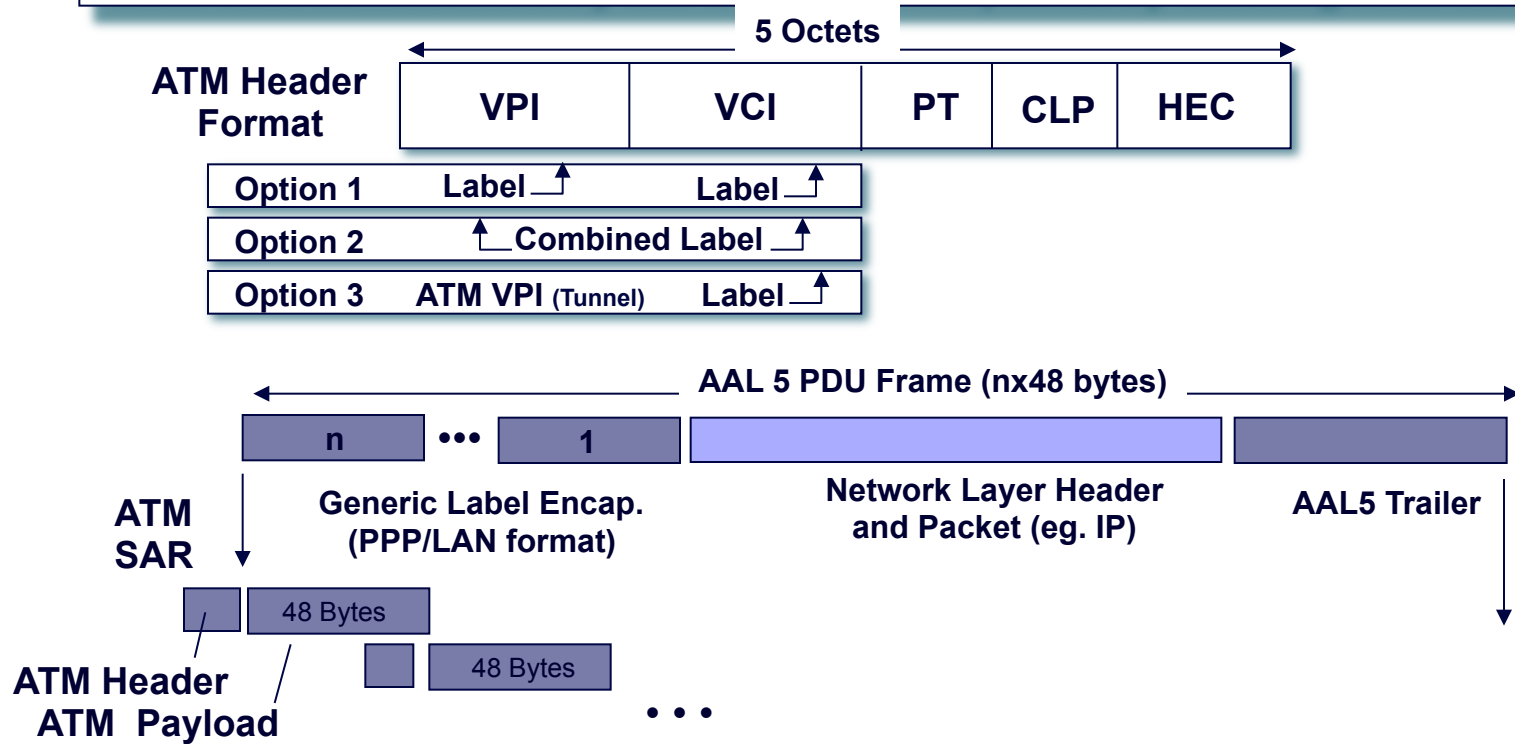 5 Octets
ATM Header
Format
VPI VCI PT CLP HEC
Option 1 Label Label
Option 2 Combined Label
Option 3 ATM VPI (Tunnel) Label
AAL 5 PDU Frame (nx48 bytes)
n ••• 1
Generic Label Encap.
(PPP/LAN format)
Network Layer Header
and Packet (eg. IP)
AAL5 Trailer
ATM
SAR
48 Bytes
48 Bytes
ATM Header
ATM Payload
• • •